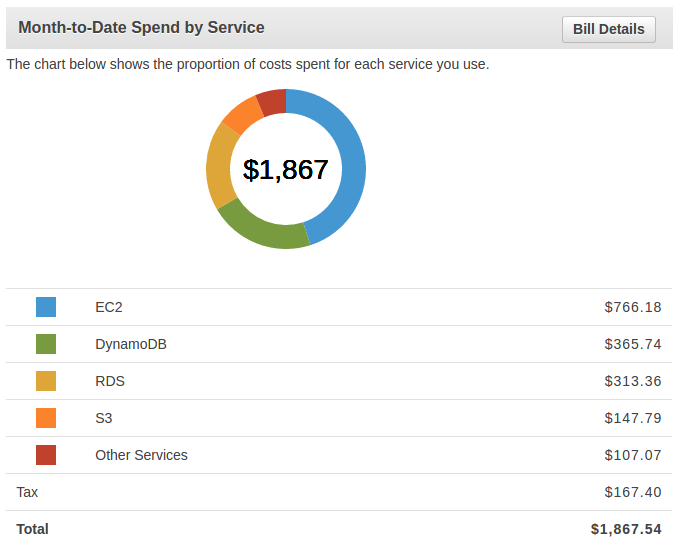 Month-to-Date Spend by Service Bill Details
The chart below shows the proportion of costs spent for each service you use.
$1,867
EC2 $766.18
DynamoDB $365.74
RDS $313.36
S3 $147.79
Other Services $107.07
Tax $167.40
Total $1,867.54